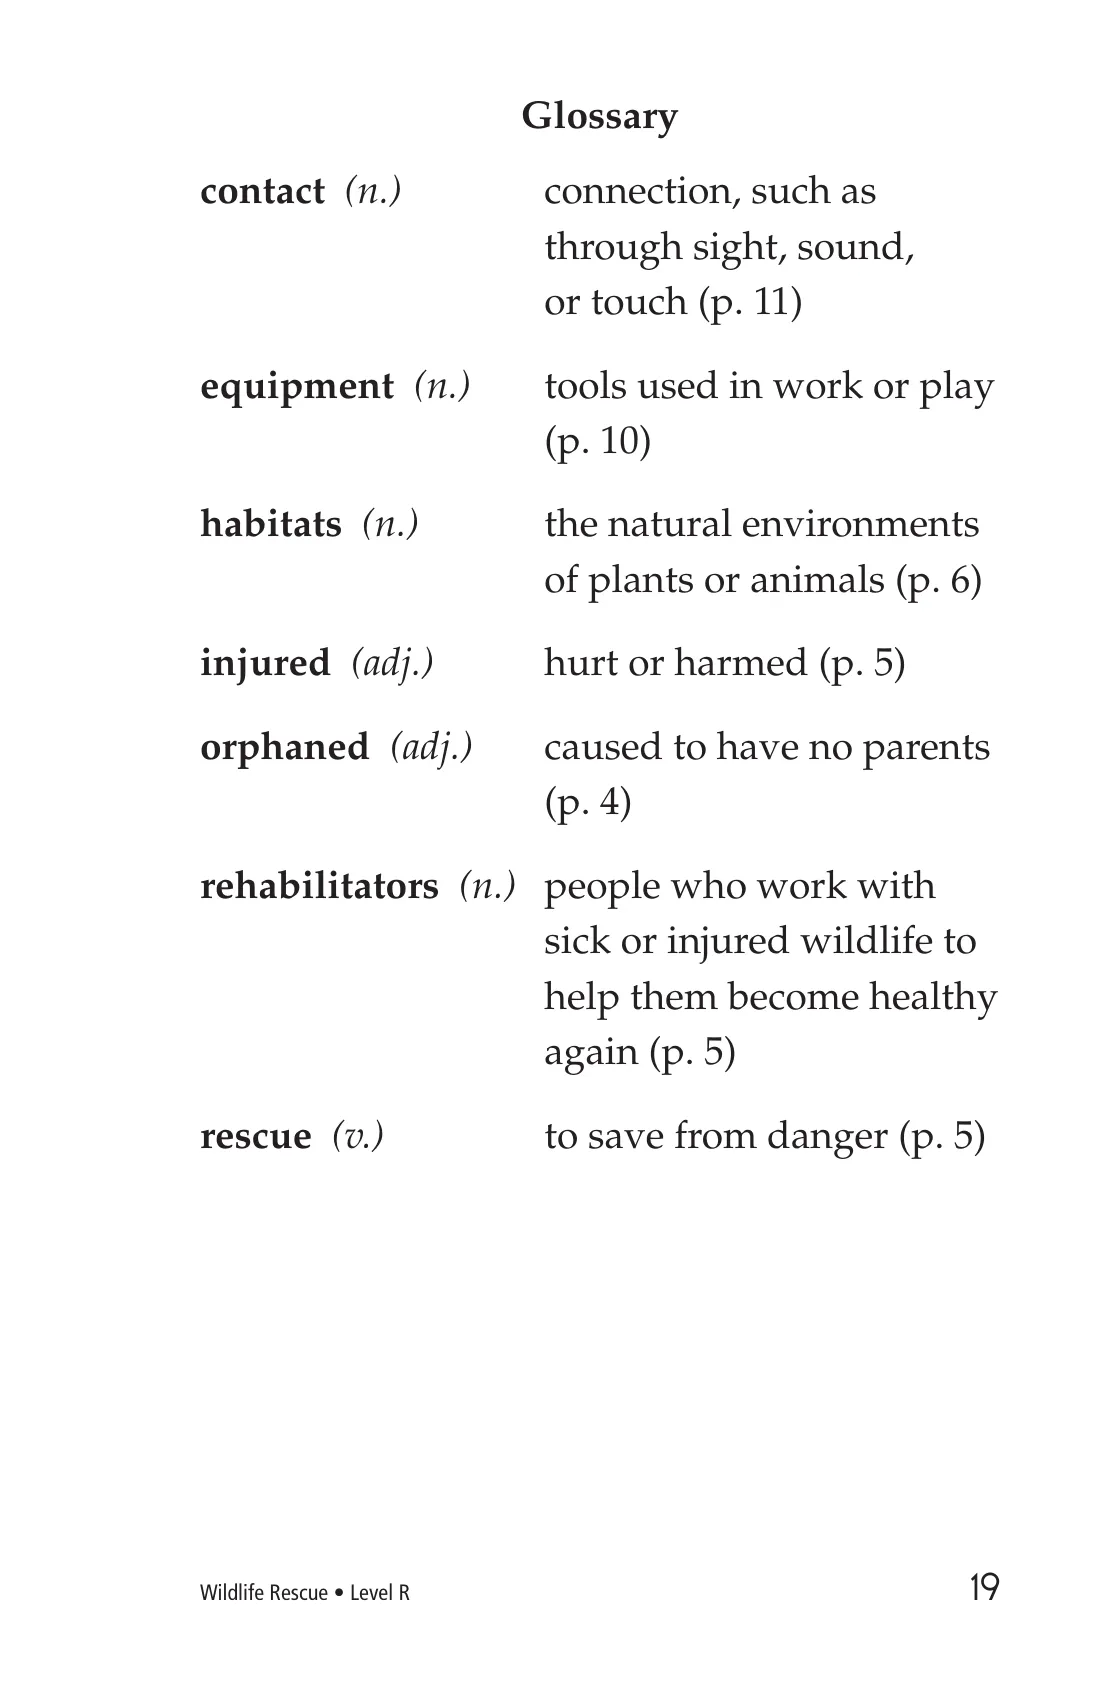 Glossary
contact (n.) connection, such as
through sight, sound,
or touch (p. 11)
equipment (n.) tools used in work or play
(p. 10)
habitats (n.) the natural environments
of plants or animals (p. 6)
injured (adj.) hurt or harmed (p. 5)
orphaned (adj.) caused to have no parents
(p. 4)
rehabilitators (n.) people who work with
sick or injured wildlife to
help them become healthy
again (p. 5)
rescue (v.) to save from danger (p. 5)
Wildlife Rescue • Level R 19